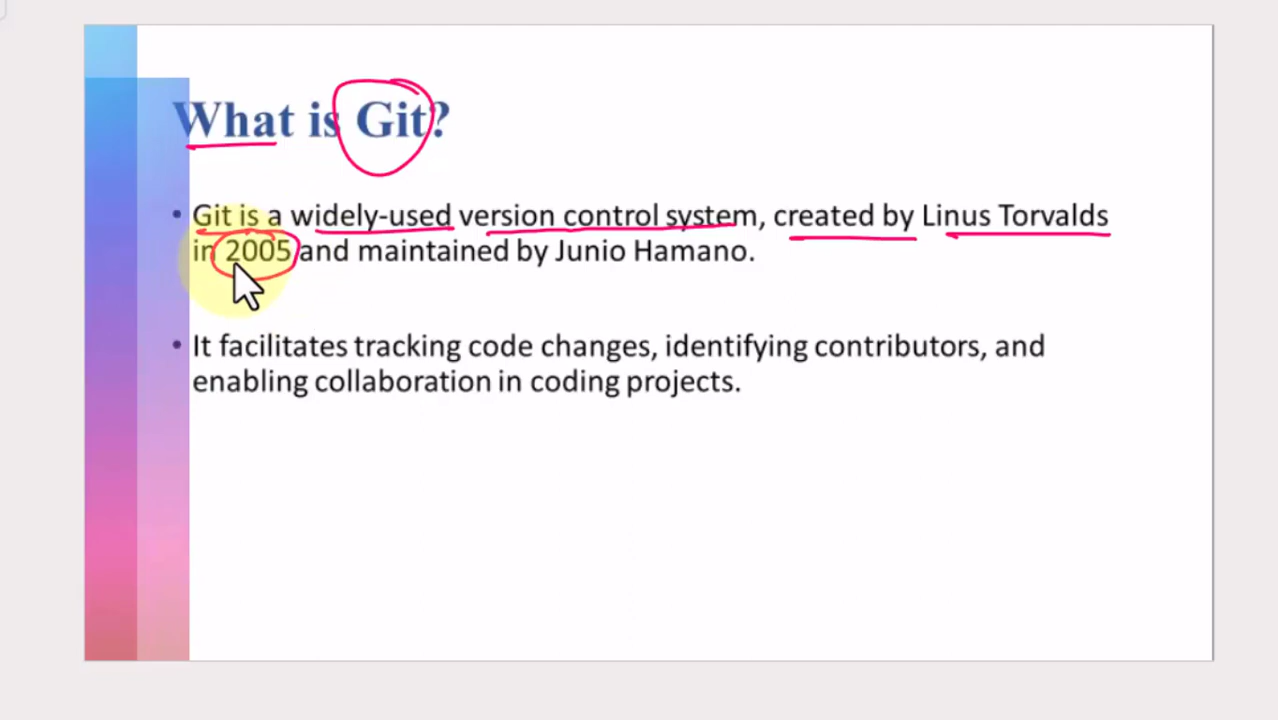 What is Git?
• Git is a widely-used version control system, created by Linus Torvalds
in 2005 and maintained by Junio Hamano.
• It facilitates tracking code changes, identifying contributors, and
enabling collaboration in coding projects.